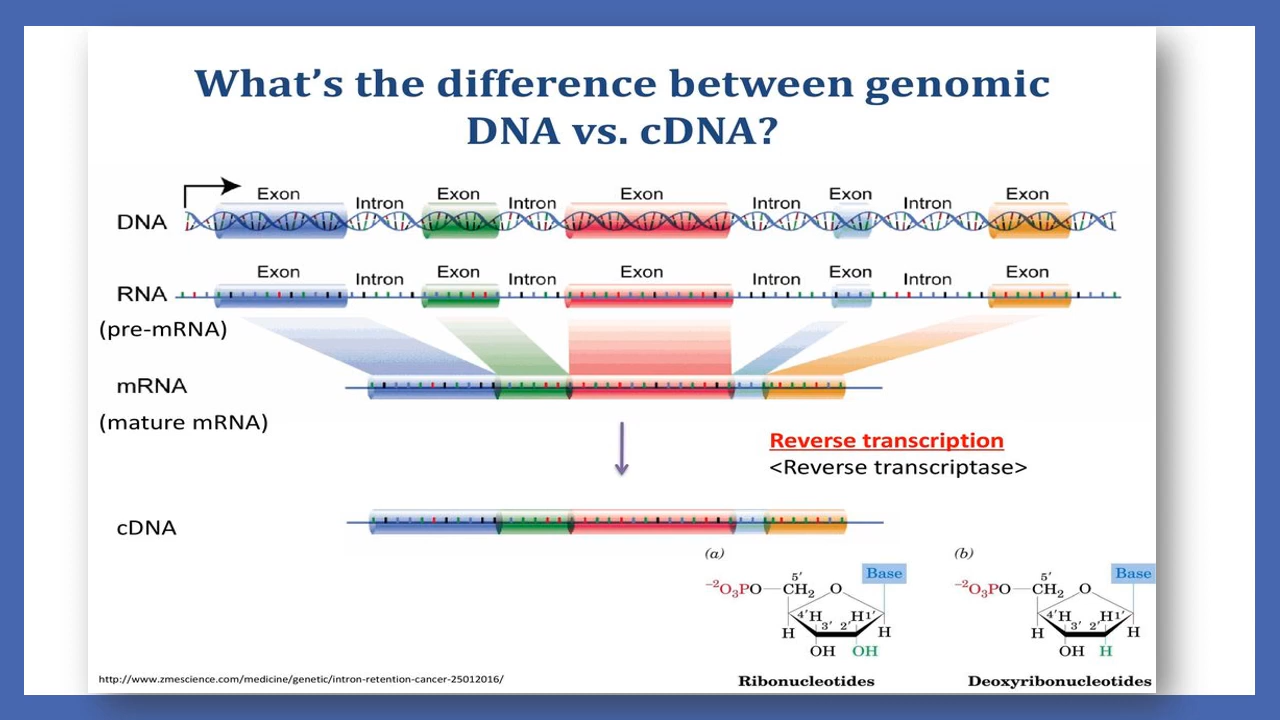 What's the difference between genomic
DNA vs. cDNA?
Exon Intron Exon Intron Exon Intron Exon Intron Exon
DNA
Exon Intron Exon Intron Exon Intron Exon Intron Exon
RNA
(pre-mRNA)
mRNA
(mature mRNA)
Reverse transcription
<Reverse transcriptase>
cDNA
(a)
⁻²O₃PO
5′
CH₂
O
Base
4′ H
H 1′
3′ 2′
H
H
OH
OH
Ribonucleotides
(b)
⁻²O₃PO
5′
CH₂
O
Base
4′ H
H 1′
3′ 2′
H
H
OH
H
Deoxyribonucleotides
http://www.zmescience.com/medicine/genetic/intron-retention-cancer-25012016/